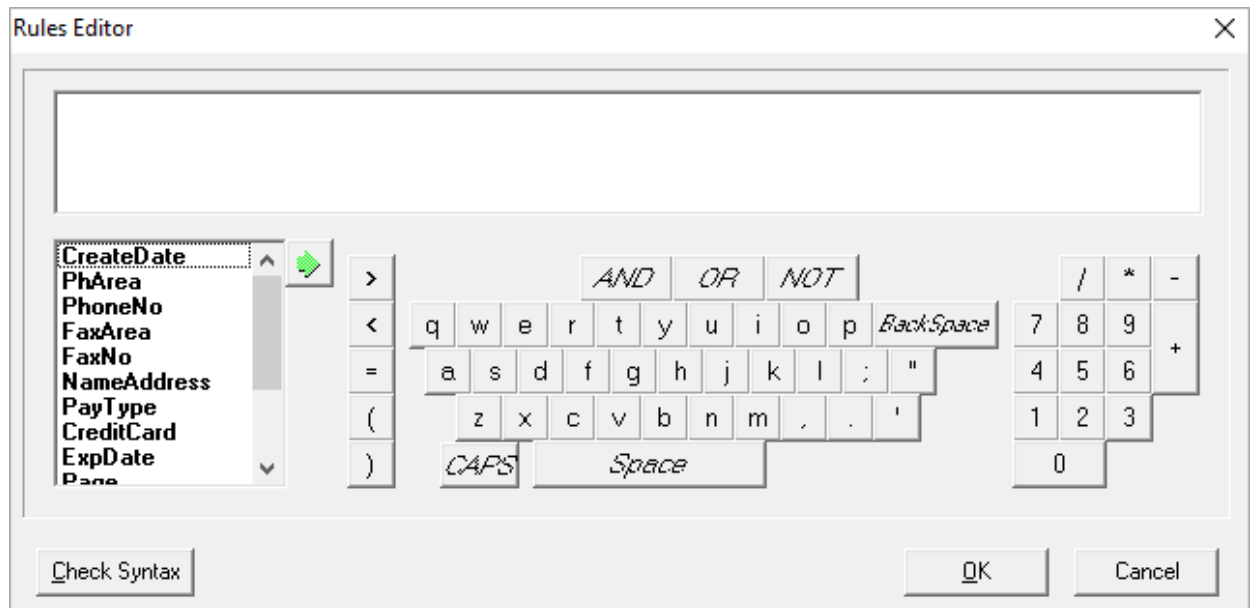 Rules Editor
CreateDate
PhArea
PhoneNo
FaxArea
FaxNo
NameAddress
PayType
CreditCard
ExpDate
Page
>
<
=
(
)
AND OR NOT
q w e r t y u i o p BackSpace
a s d f g h j k l ; "
z x c v b n m , . '
CAPS Space
/ * -
7 8 9 +
4 5 6
1 2 3
0
Check Syntax
OK
Cancel